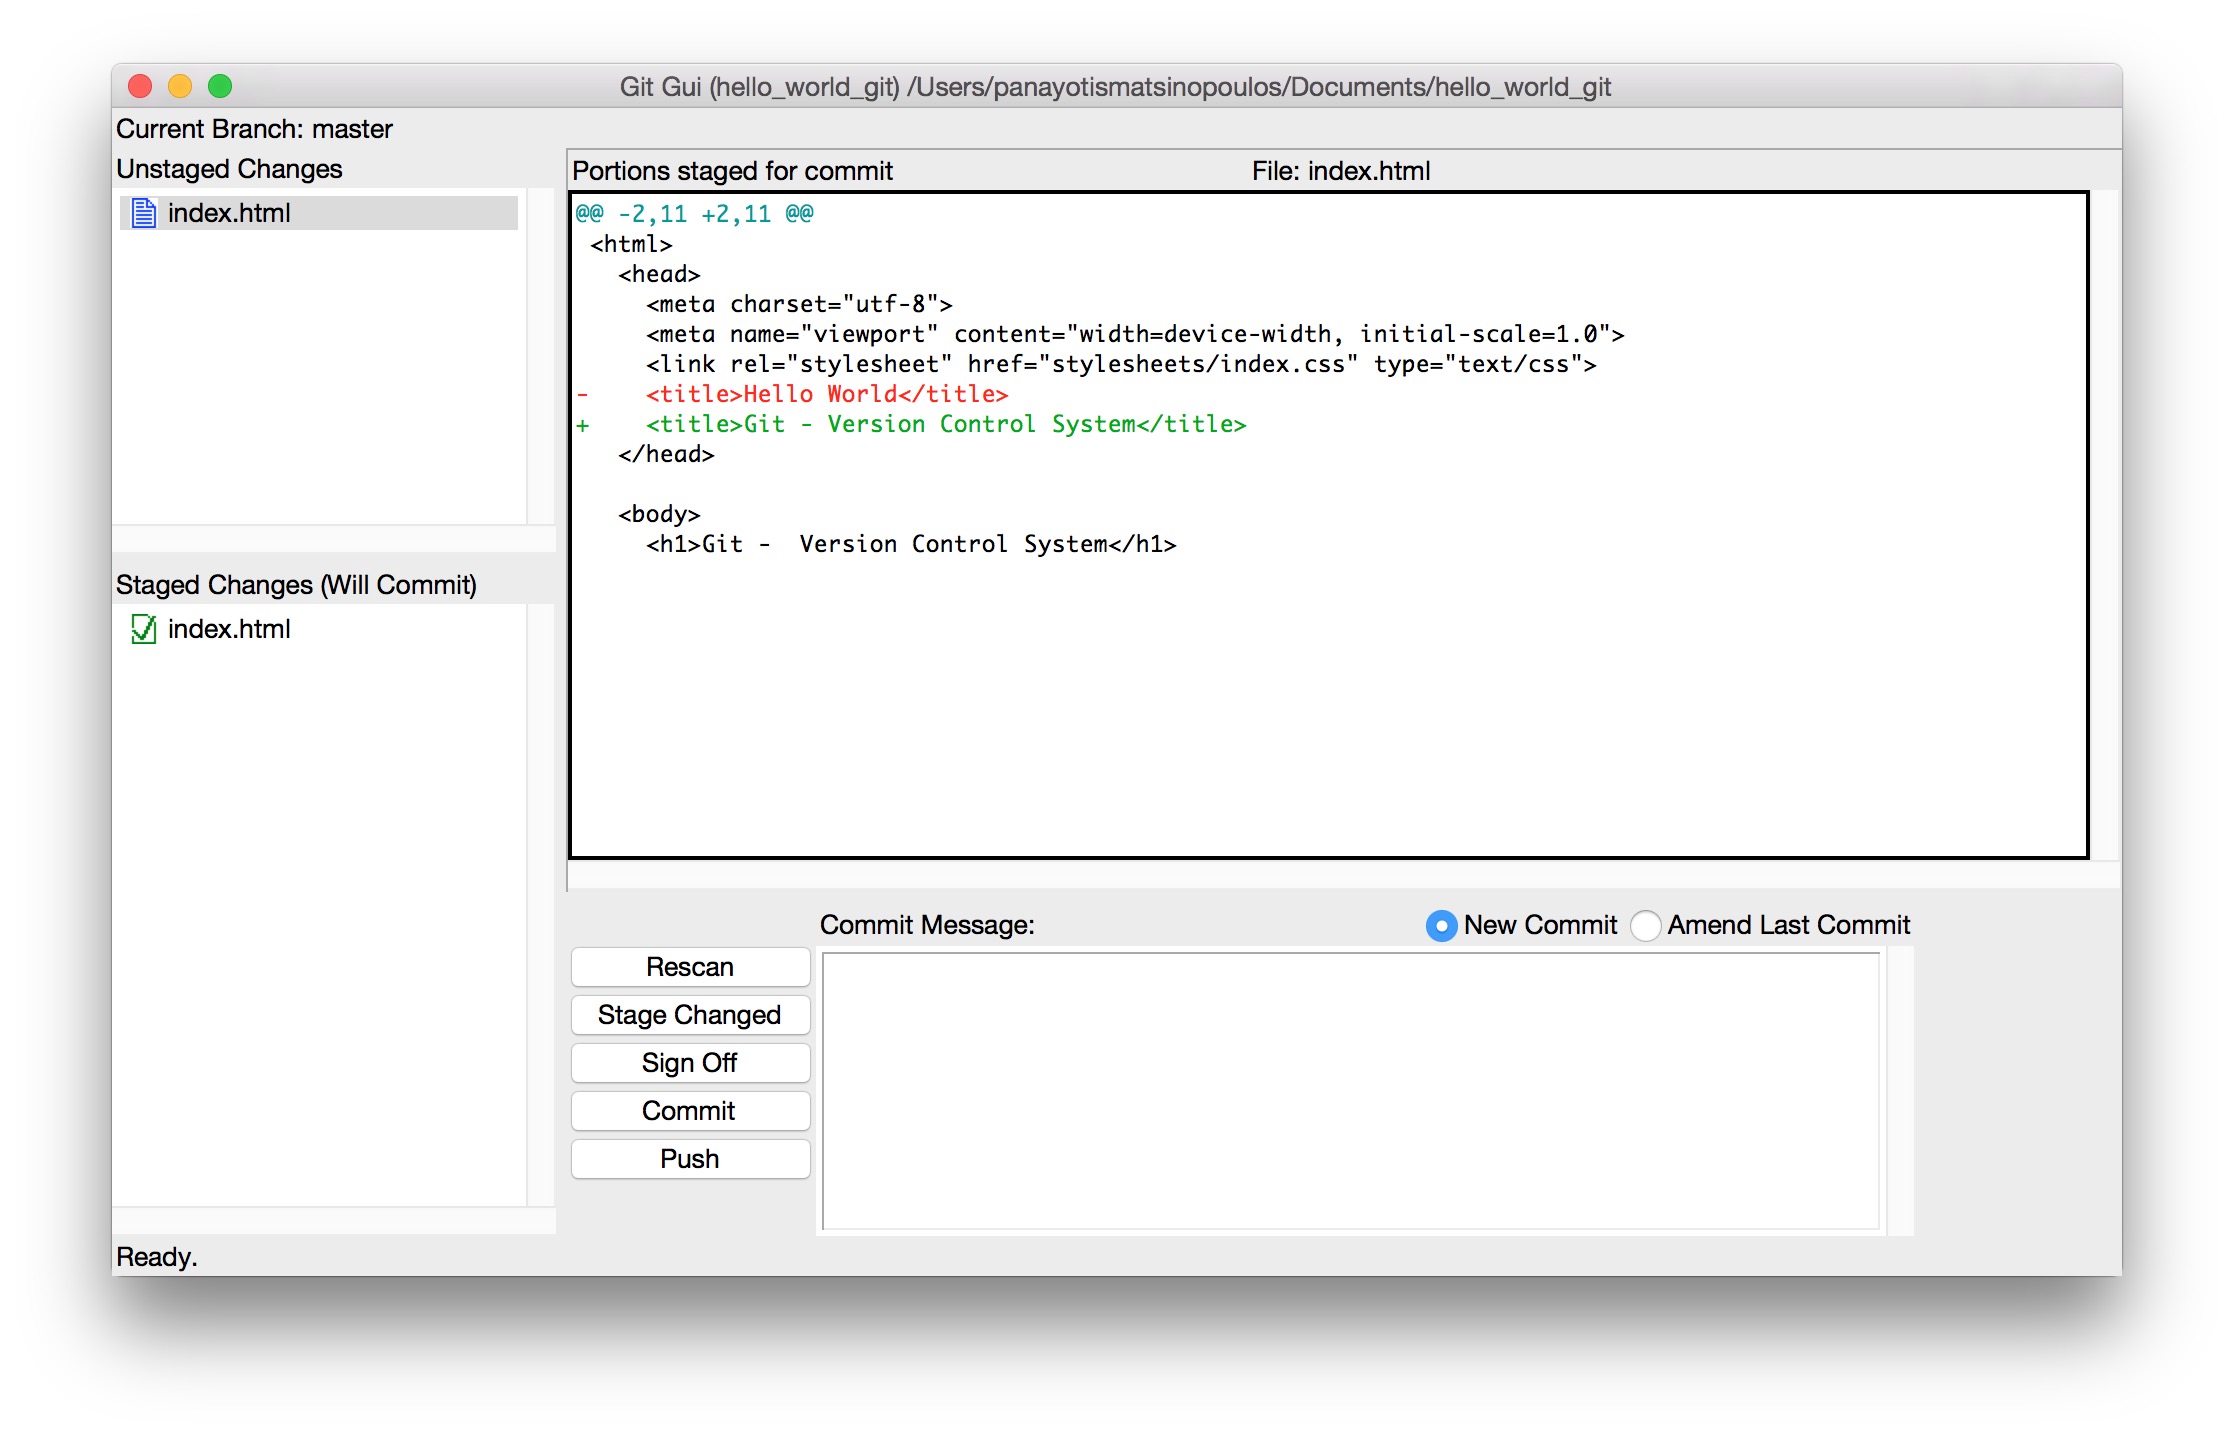 Git Gui (hello_world_git) /Users/panayotismatsinopoulos/Documents/hello_world_git
Current Branch: master
Unstaged Changes
index.html
Staged Changes (Will Commit)
index.html
Portions staged for commit File: index.html
@@ -2,11 +2,11 @@
<html>
<head>
<meta charset="utf-8">
<meta name="viewport" content="width=device-width, initial-scale=1.0">
<link rel="stylesheet" href="stylesheets/index.css" type="text/css">
- <title>Hello World</title>
+ <title>Git - Version Control System</title>
</head>
<body>
<h1>Git -  Version Control System</h1>
Commit Message: New Commit Amend Last Commit
Rescan
Stage Changed
Sign Off
Commit
Push
Ready.